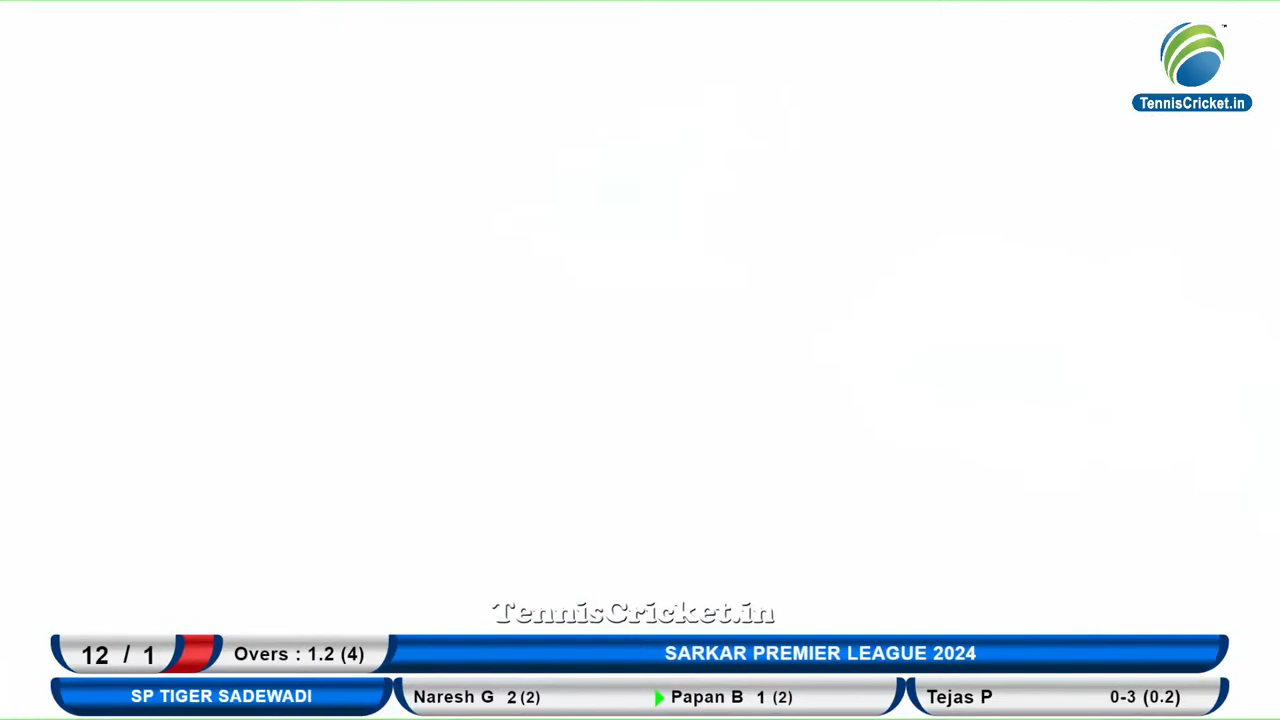 TennisCricket.in
TennisCricket.in
12 / 1 Overs : 1.2 (4) SARKAR PREMIER LEAGUE 2024
SP TIGER SADEWADI Naresh G 2 (2) Papan B 1 (2) Tejas P 0-3 (0.2)